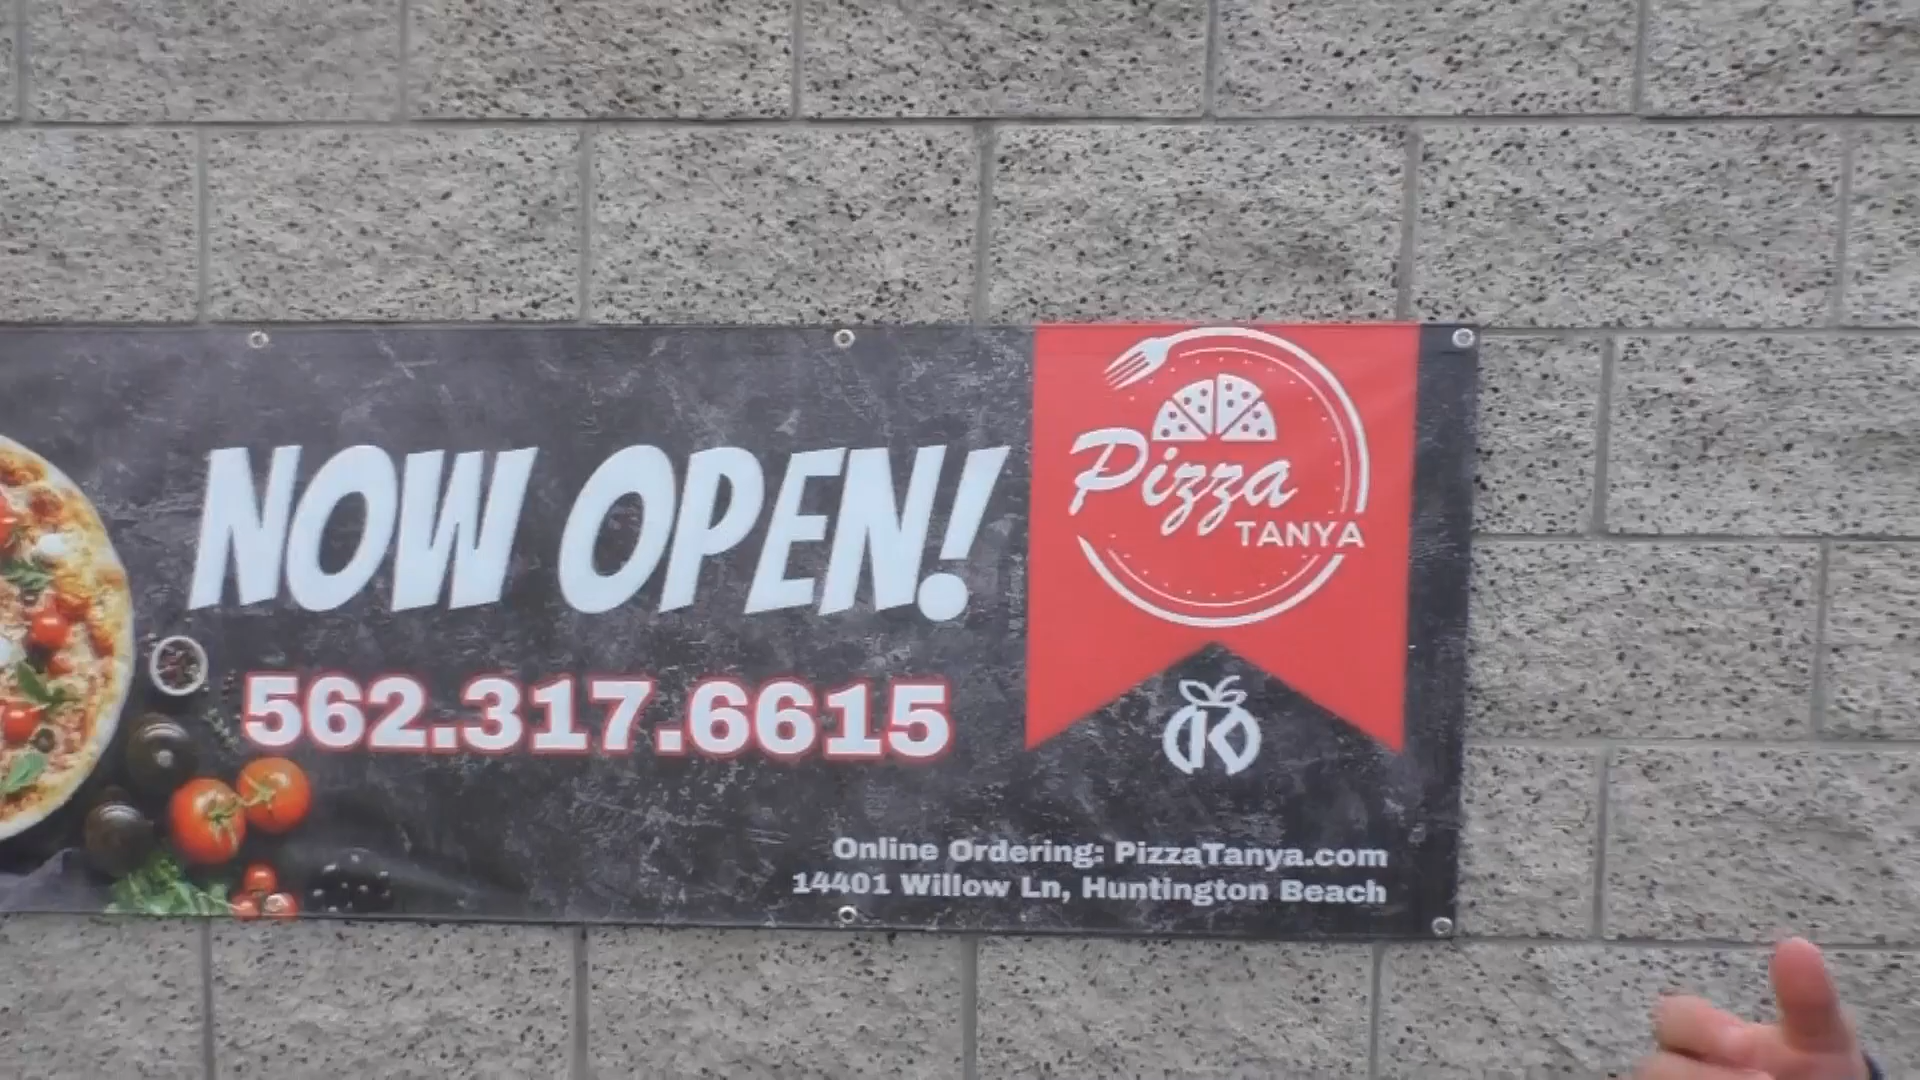 NOW OPEN!
562.317.6615
Pizza
TANYA
K
Online Ordering: PizzaTanya.com
14401 Willow Ln, Huntington Beach